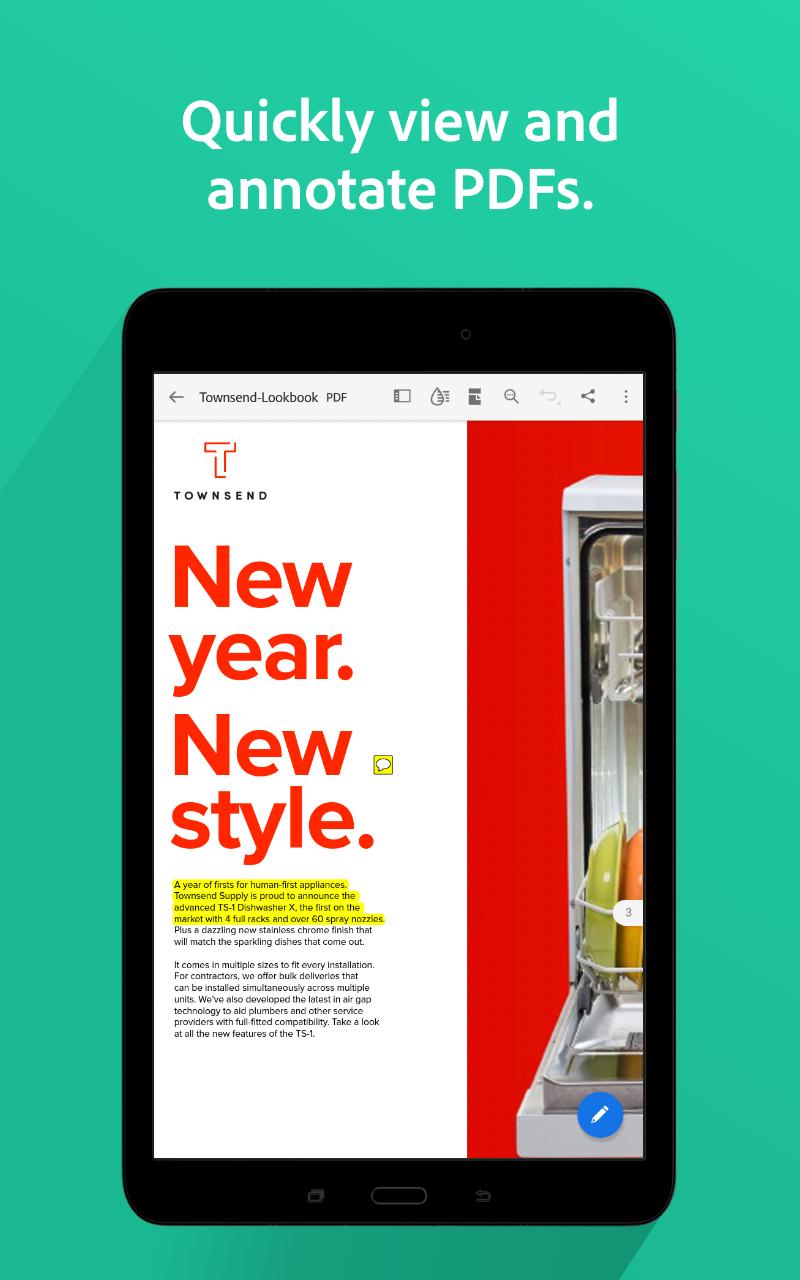 Quickly view and
annotate PDFs.
Townsend-Lookbook PDF
TOWNSEND
New
year.
New
style.
A year of firsts for human-first appliances.
Townsend Supply is proud to announce the
advanced TS-1 Dishwasher X, the first on the
market with 4 full racks and over 60 spray nozzles.
Plus a dazzling new stainless chrome finish that
will match the sparkling dishes that come out.
It comes in multiple sizes to fit every installation.
For contractors, we offer bulk deliveries that
can be installed simultaneously across multiple
units. We've also developed the latest in air gap
technology to aid plumbers and other service
providers with full-fitted compatibility. Take a look
at all the new features of the TS-1.
3